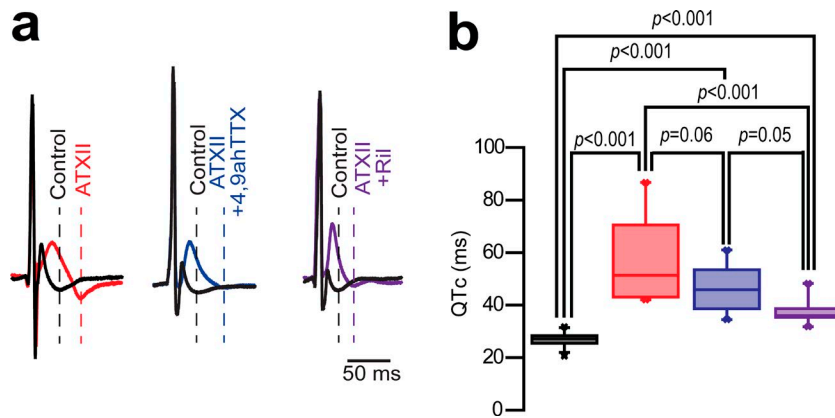 a
Control
ATXII
Control
ATXII
+4,9ahTTX
Control
ATXII
+Ril
50 ms
b
p<0.001
p<0.001
p<0.001
p<0.001
p=0.06
p=0.05
QTc (ms)
100
80
60
40
20
0